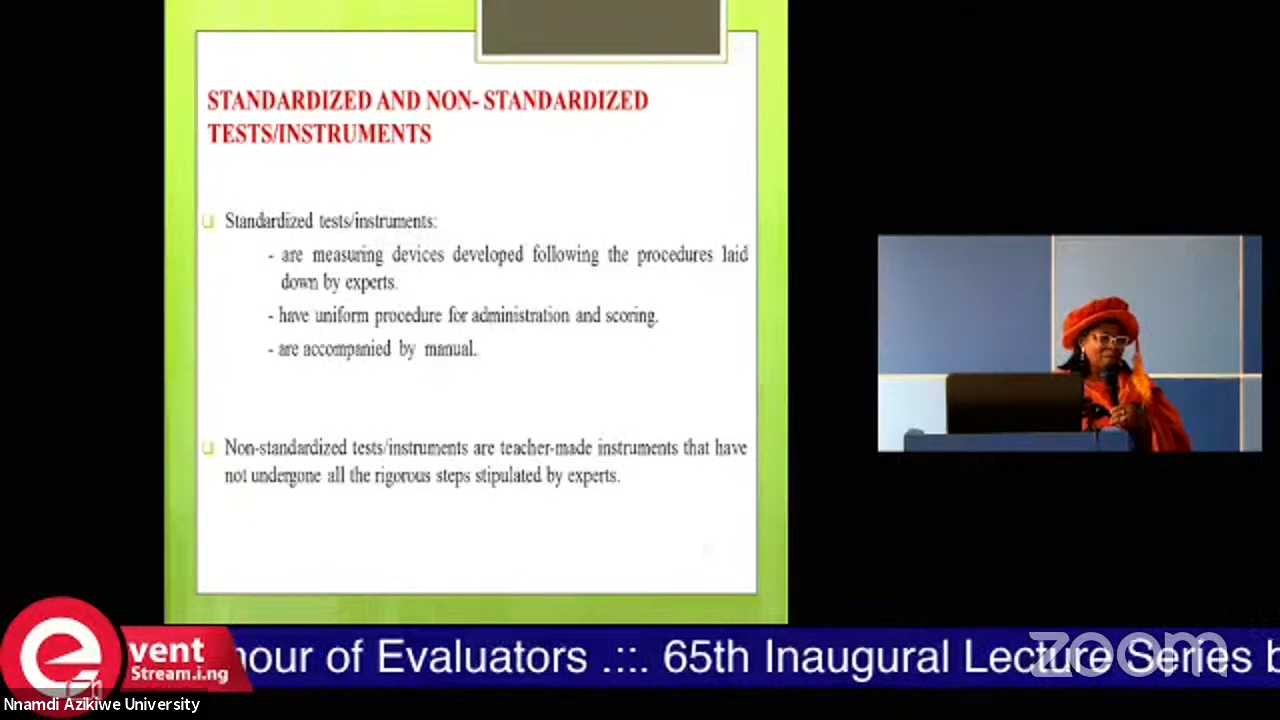 STANDARDIZED AND NON- STANDARDIZED
TESTS/INSTRUMENTS
Standardized tests/instruments:
- are measuring devices developed following the procedures laid
down by experts.
- have uniform procedure for administration and scoring.
- are accompanied by manual.
Non-standardized tests/instruments are teacher-made instruments that have
not undergone all the rigorous steps stipulated by experts.
e vent
Stream.i.ng
our of Evaluators .::. 65th Inaugural Lecture Series b
zoom
Nnamdi Azikiwe University